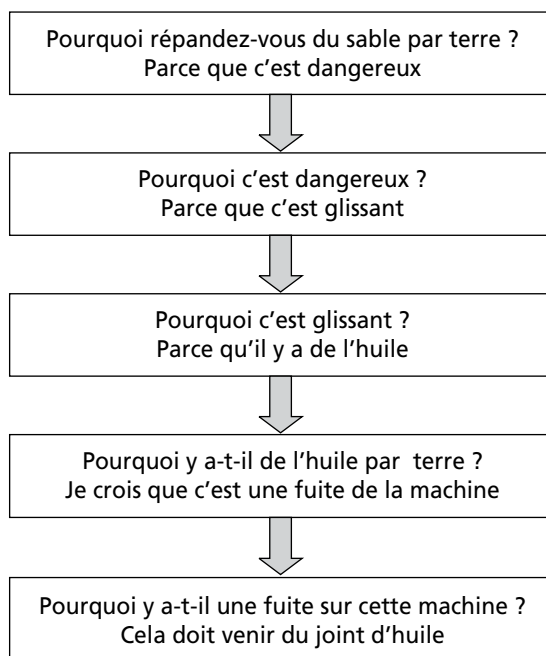 Pourquoi répandez-vous du sable par terre ?
Parce que c’est dangereux
Pourquoi c’est dangereux ?
Parce que c’est glissant
Pourquoi c’est glissant ?
Parce qu’il y a de l’huile
Pourquoi y a-t-il de l’huile par terre ?
Je crois que c’est une fuite de la machine
Pourquoi y a-t-il une fuite sur cette machine ?
Cela doit venir du joint d’huile